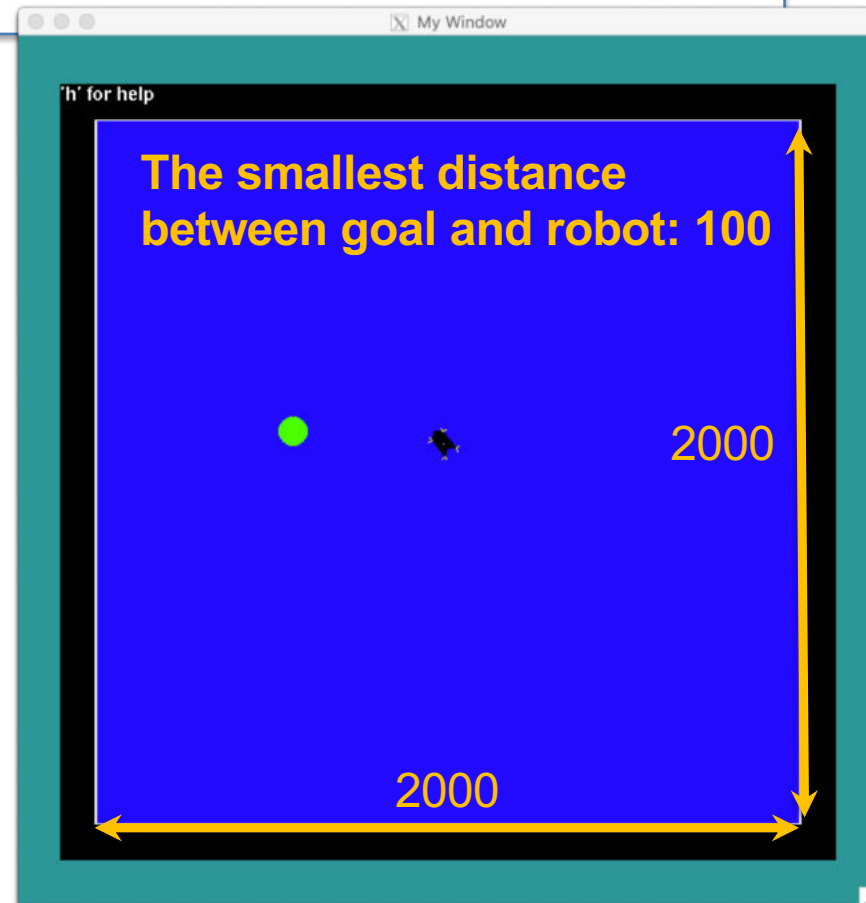 My Window
'h' for help
The smallest distance
between goal and robot: 100
2000
2000